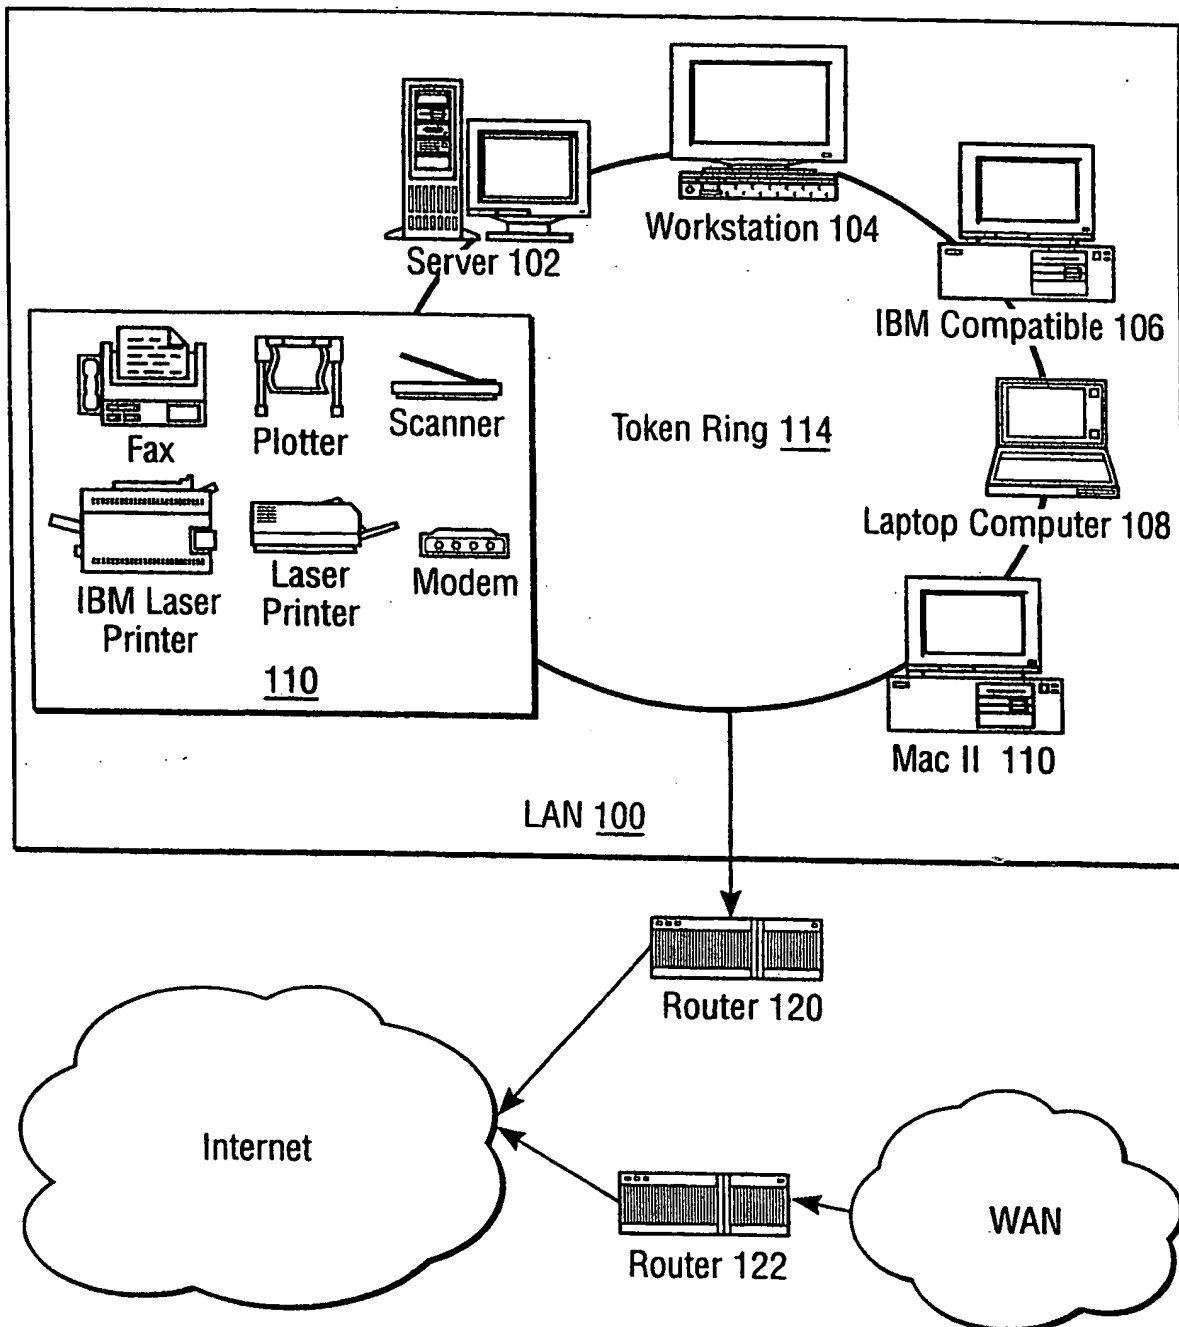 Workstation 104
Server 102
IBM Compatible 106
Fax
Plotter
Scanner
Token Ring 114
Laptop Computer 108
IBM Laser
Printer
Laser
Printer
Modem
110
Mac II 110
LAN 100
Router 120
Internet
Router 122
WAN